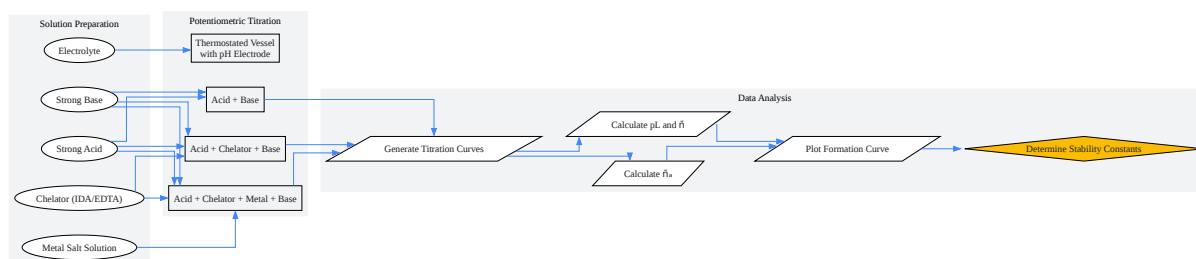 Solution Preparation
Potentiometric Titration
Electrolyte
Thermostated Vessel
with pH Electrode
Strong Base
Acid + Base
Data Analysis
Calculate pL and n̄
Strong Acid
Acid + Chelator + Base
Generate Titration Curves
Plot Formation Curve
Determine Stability Constants
Calculate n̄ₐ
Chelator (IDA/EDTA)
Acid + Chelator + Metal + Base
Metal Salt Solution